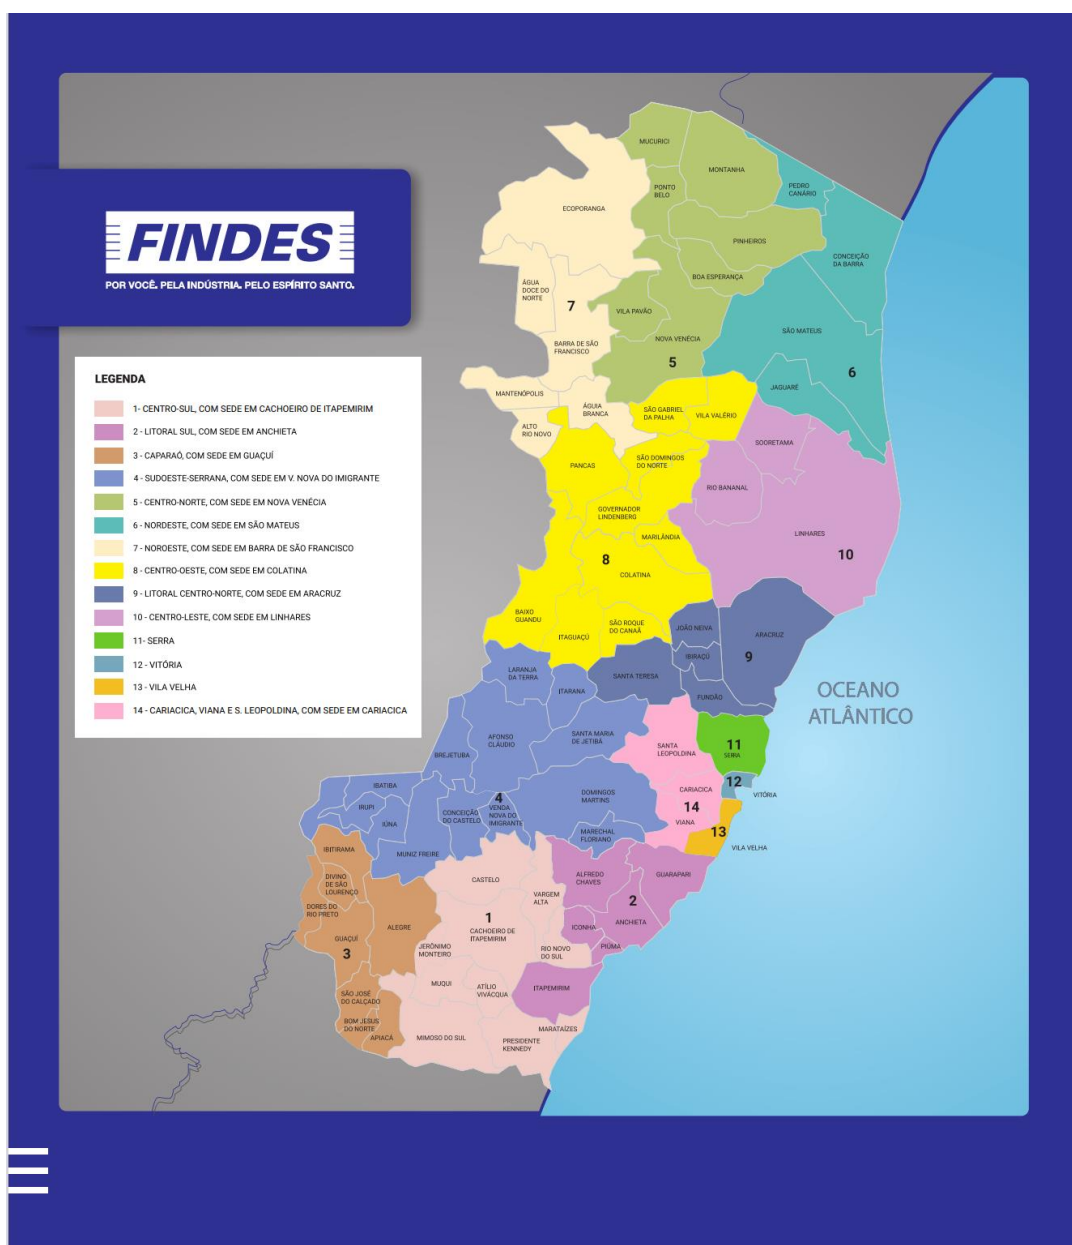 FINDES
POR VOCÊ. PELA INDÚSTRIA. PELO ESPÍRITO SANTO.
LEGENDA
1- CENTRO-SUL, COM SEDE EM CACHOEIRO DE ITAPEMIRIM
2 - LITORAL SUL, COM SEDE EM ANCHIETA
3 - CAPARAÓ, COM SEDE EM GUAÇUÍ
4 - SUDOESTE-SERRANA, COM SEDE EM V. NOVA DO IMIGRANTE
5 - CENTRO-NORTE, COM SEDE EM NOVA VENÉCIA
6 - NORDESTE, COM SEDE EM SÃO MATEUS
7 - NOROESTE, COM SEDE EM BARRA DE SÃO FRANCISCO
8 - CENTRO-OESTE, COM SEDE EM COLATINA
9 - LITORAL CENTRO-NORTE, COM SEDE EM ARACRUZ
10 - CENTRO-LESTE, COM SEDE EM LINHARES
11- SERRA
12 - VITÓRIA
13 - VILA VELHA
14 - CARIACICA, VIANA E S. LEOPOLDINA, COM SEDE EM CARIACICA
MUCURICI
MONTANHA
PONTO
BELO
PEDRO
CANÁRIO
ECOPORANGA
PINHEIROS
CONCEIÇÃO
DA BARRA
BOA ESPERANÇA
ÁGUA
DOCE DO
NORTE
7
VILA PAVÃO
SÃO MATEUS
BARRA DE SÃO
FRANCISCO
NOVA VENÉCIA
5
6
JAGUARÉ
MANTENÓPOLIS
ÁGUIA
BRANCA
SÃO GABRIEL
DA PALHA
VILA VALÉRIO
ALTO
RIO NOVO
SOORETAMA
PANCAS
SÃO DOMINGOS
DO NORTE
RIO BANANAL
GOVERNADOR
LINDENBERG
LINHARES
MARILÂNDIA
10
8
COLATINA
BAIXO
GUANDU
SÃO ROQUE
DO CANAÃ
ITAGUAÇÚ
JOÃO NEIVA
ARACRUZ
IBIRAÇÚ
9
LARANJA
DA TERRA
SANTA TERESA
ITARANA
FUNDÃO
OCEANO
ATLÂNTICO
AFONSO
CLÁUDIO
SANTA MARIA
DE JETIBÁ
SANTA
LEOPOLDINA
11
SERRA
BREJETUBA
IBATIBA
DOMINGOS
MARTINS
CARIACICA
12
VITÓRIA
4
VENDA
NOVA DO
IMIGRANTE
IRUPI
CONCEIÇÃO
DO CASTELO
14
IÚNA
VIANA
13
MARECHAL
FLORIANO
VILA VELHA
IBITIRAMA
MUNIZ FREIRE
CASTELO
ALFREDO
CHAVES
GUARAPARI
DIVINO
DE SÃO
LOURENÇO
VARGEM
ALTA
2
DORES DO
RIO PRETO
1
ALEGRE
CACHOEIRO DE
ITAPEMIRIM
ICONHA
ANCHIETA
GUAÇUÍ
3
JERÔNIMO
MONTEIRO
RIO NOVO
DO SUL
PIÚMA
MUQUI
ATÍLIO
VIVÁCQUA
ITAPEMIRIM
SÃO JOSÉ
DO CALÇADO
BOM JESUS
DO NORTE
APIACÁ
MIMOSO DO SUL
MARATAÍZES
PRESIDENTE
KENNEDY